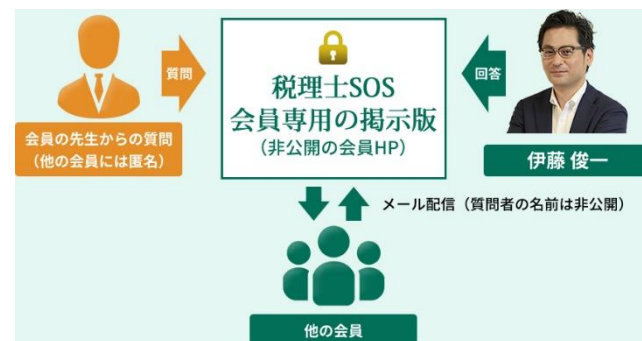 質問
会員の先生からの質問
（他の会員には匿名）
税理士SOS
会員専用の掲示版
（非公開の会員HP）
回答
伊藤 俊一
メール配信（質問者の名前は非公開）
他の会員